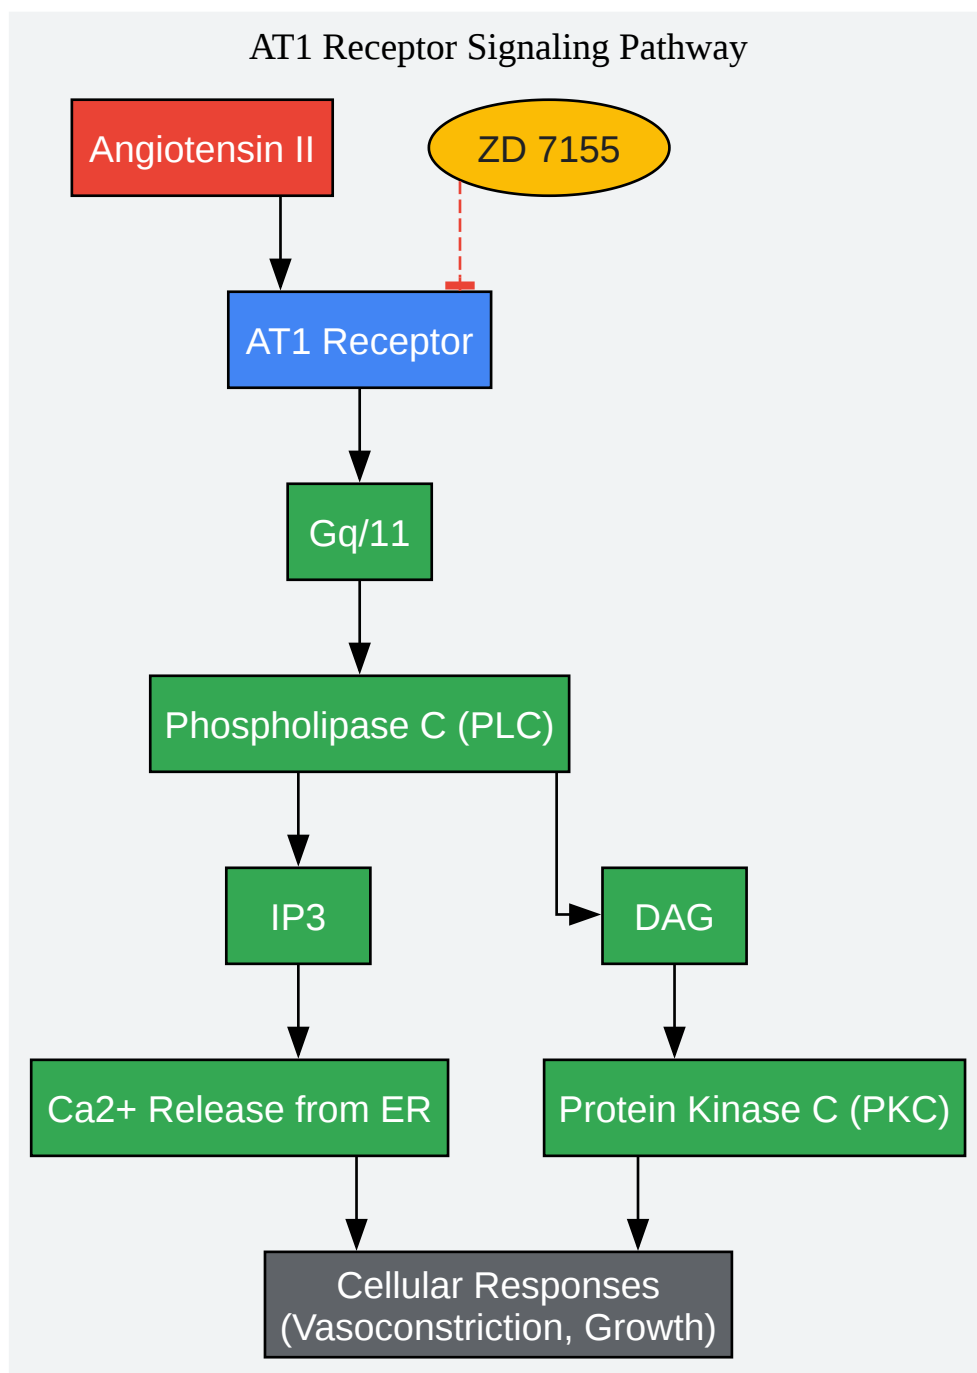 AT1 Receptor Signaling Pathway
Angiotensin II
ZD 7155
AT1 Receptor
Gq/11
Phospholipase C (PLC)
IP3
DAG
Ca2+ Release from ER
Protein Kinase C (PKC)
Cellular Responses
(Vasoconstriction, Growth)